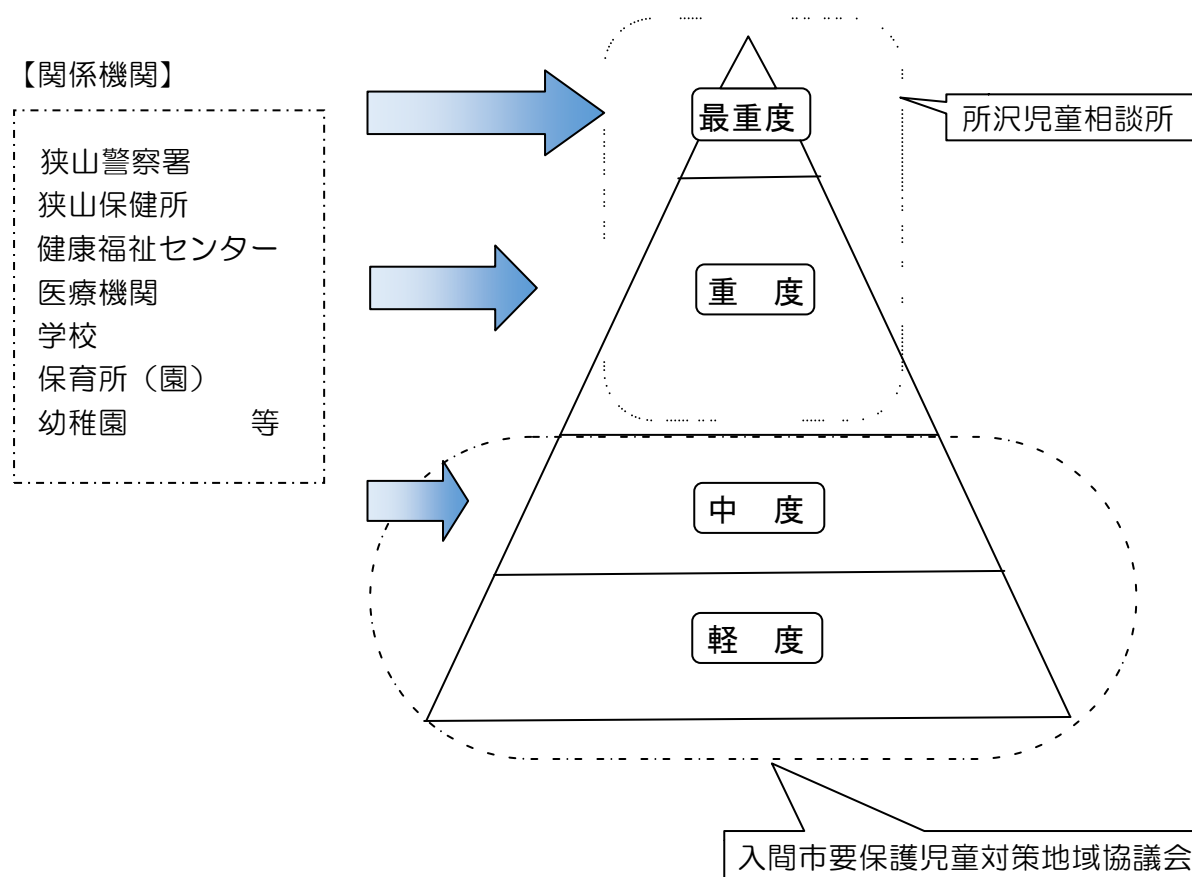 【関係機関】
狭山警察署
狭山保健所
健康福祉センター
医療機関
学校
保育所（園）
幼稚園　　　　等
最重度
重　度
中　度
軽　度
所沢児童相談所
入間市要保護児童対策地域協議会